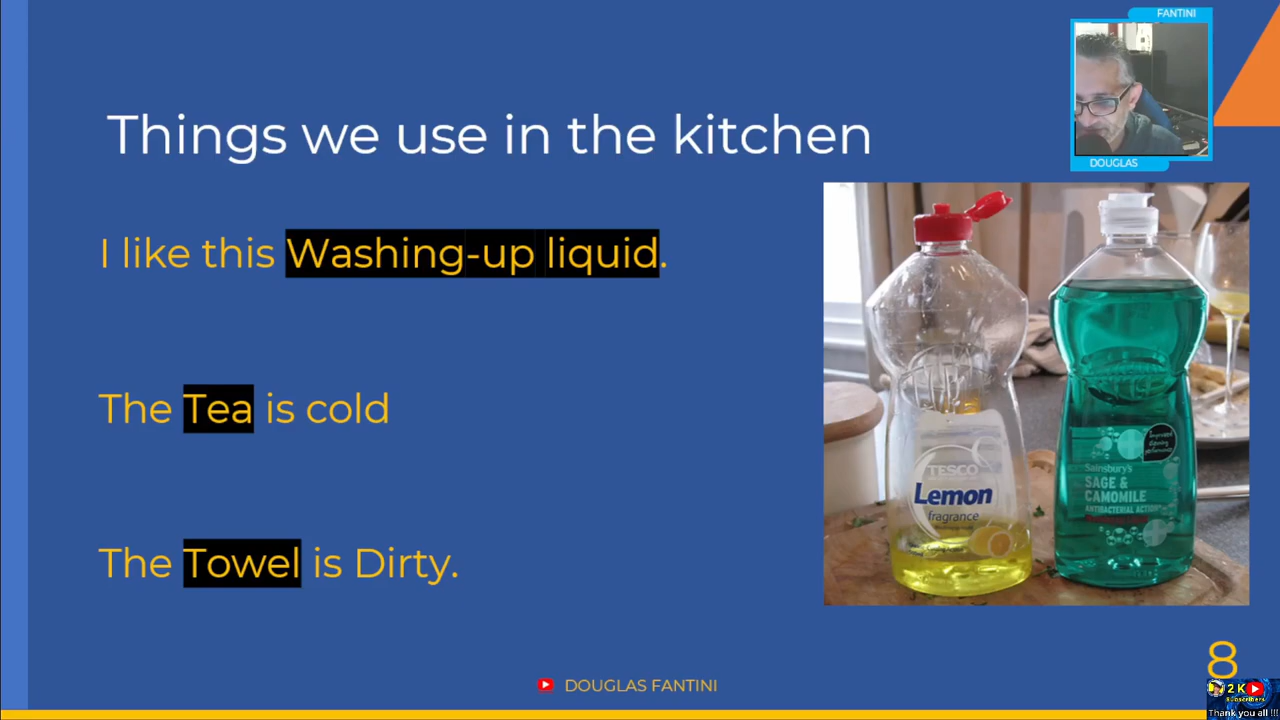 FANTINI
DOUGLAS
Things we use in the kitchen
I like this Washing-up liquid.
The Tea is cold
The Towel is Dirty.
TESCO
Lemon
fragrance
Sainsbury's
SAGE &
CAMOMILE
ANTIBACTERIAL ACTION
DOUGLAS FANTINI
8
2K
Subscribers
Thank you all !!!